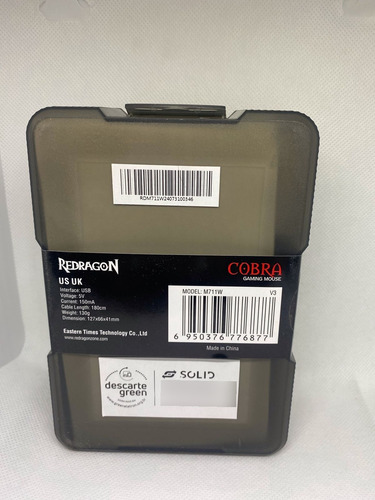 RDM711W24073100346
REDRAGON
US UK
Interface: USB
Voltage: 5V
Current: 150mA
Cable Length: 180cm
Weight: 130g
Dimension: 127x66x41mm
Eastern Times Technology Co.,Ltd
www.redragonzone.com
COBRA
GAMING MOUSE
MODEL: M711W
V3
6 950376 776877
Made in China
descarte
green
SOLID